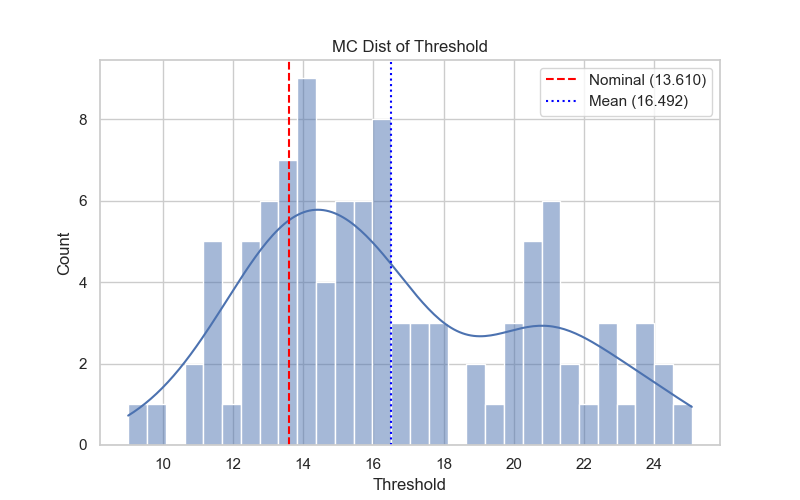 MC Dist of Threshold
Nominal (13.610)
Mean (16.492)
Count
8
6
4
2
0
10 12 14 16 18 20 22 24
Threshold